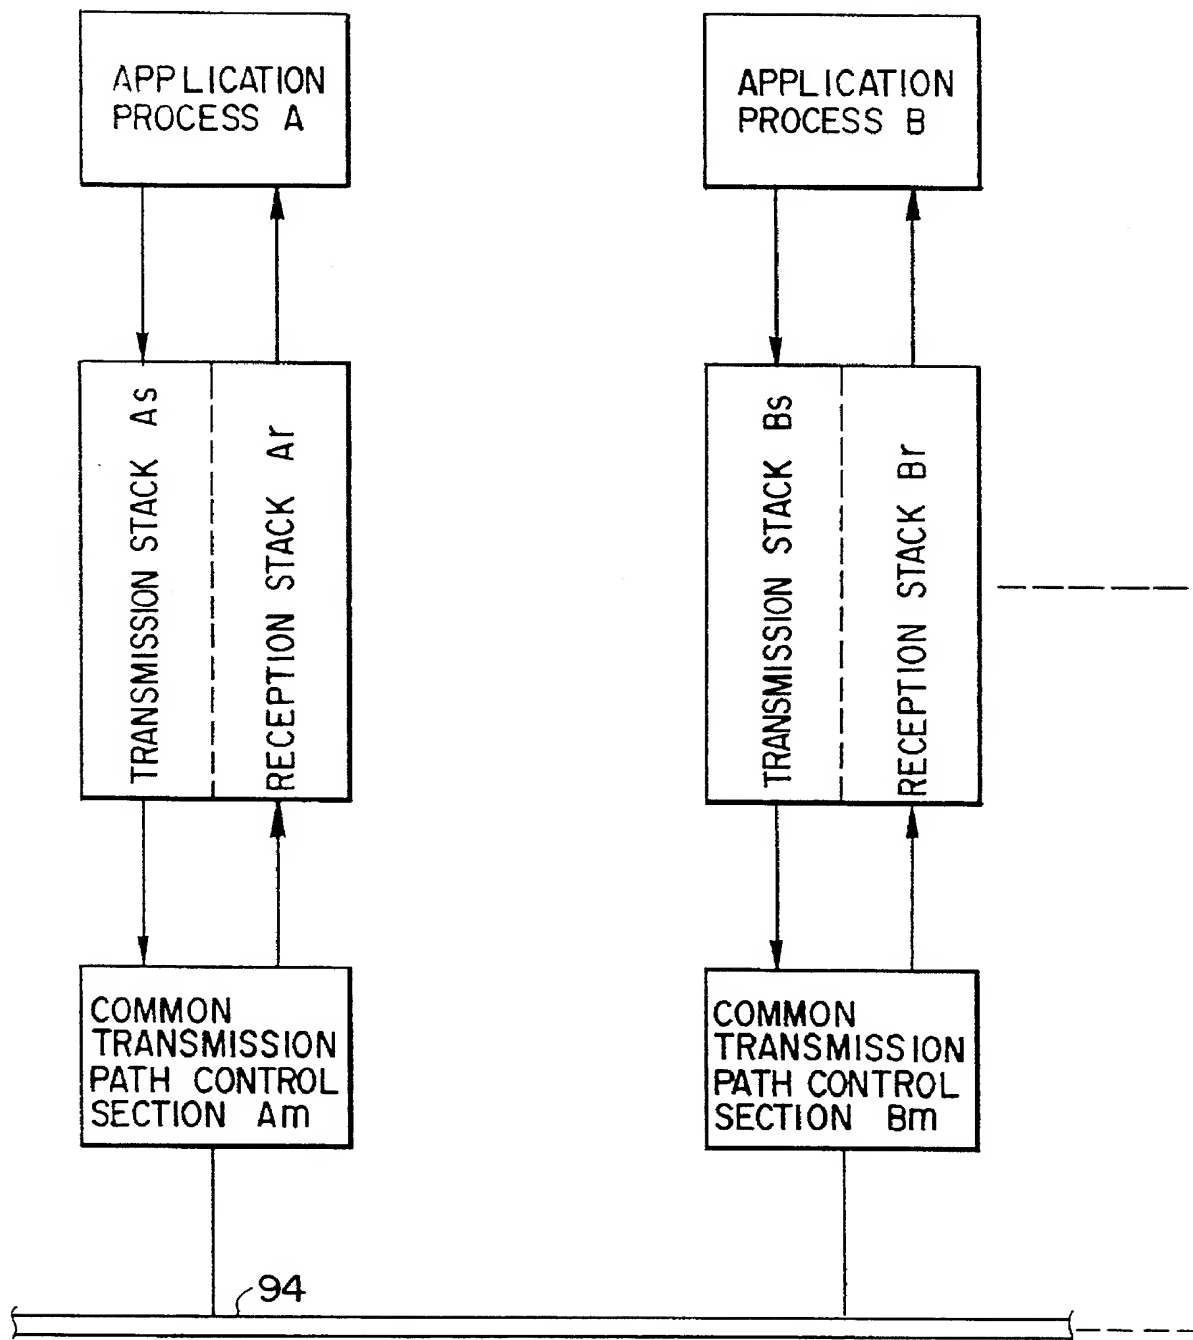 APPLICATION
PROCESS A
APPLICATION
PROCESS B
TRANSMISSION STACK As
RECEPTION STACK Ar
TRANSMISSION STACK Bs
RECEPTION STACK Br
COMMON
TRANSMISSION
PATH CONTROL
SECTION Am
COMMON
TRANSMISSION
PATH CONTROL
SECTION Bm
94